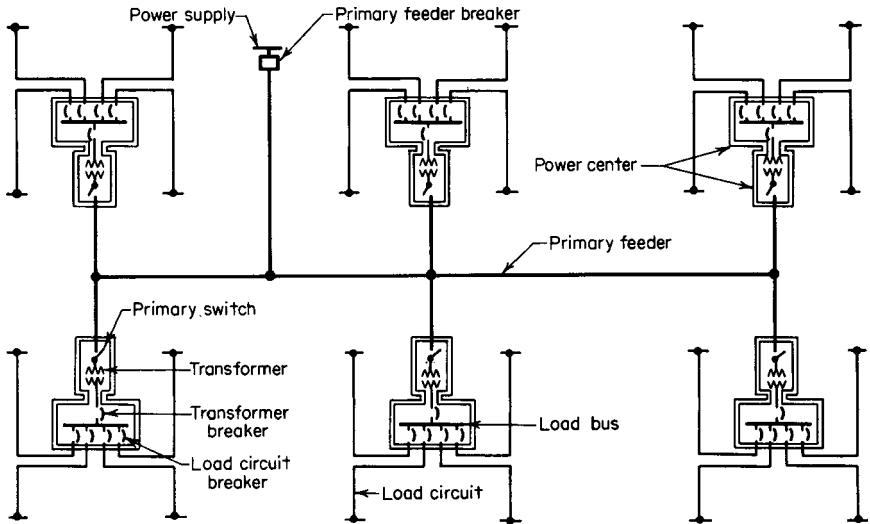 Power supply
Primary feeder breaker
Power center
Primary feeder
Primary switch
Transformer
Transformer
breaker
Load bus
Load circuit
breaker
Load circuit